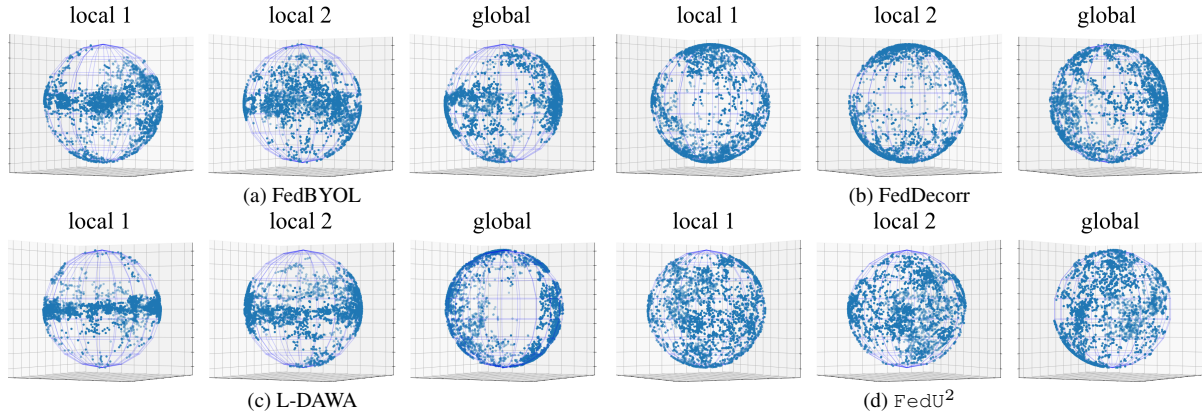 local 1 local 2 global local 1 local 2 global
(a) FedBYOL (b) FedDecorr
local 1 local 2 global local 1 local 2 global
(c) L-DAWA (d) FedU²